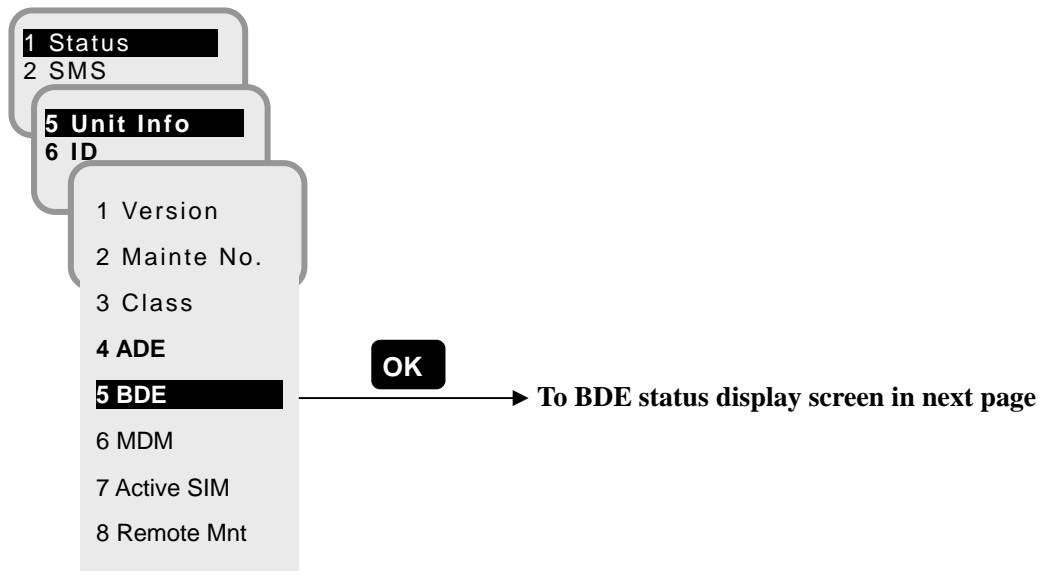 1 Status
2 SMS
5 Unit Info
6 ID
1 Version
2 Mainte No.
3 Class
4 ADE
5 BDE
OK
To BDE status display screen in next page
6 MDM
7 Active SIM
8 Remote Mnt